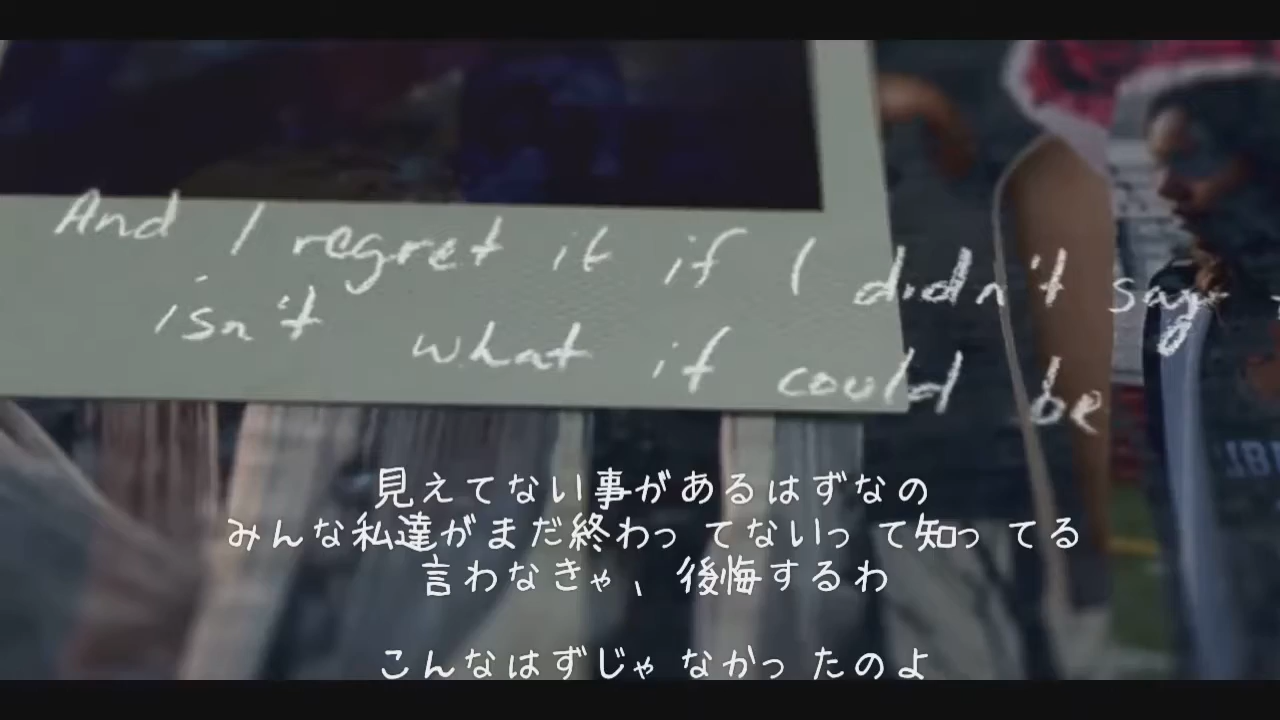 And I regret it if I didn't say
isn't what if could be
見えてない事があるはずなの
みんな私達がまだ終わってないって知ってる
言わなきゃ、後悔するわ
こんなはずじゃなかったのよ